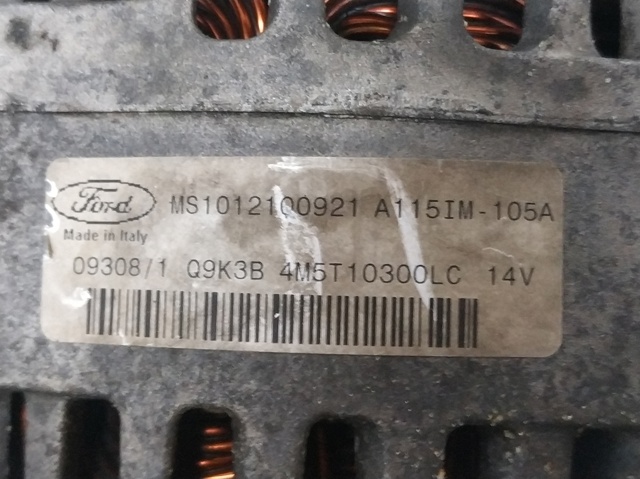 Ford MS1012100921 A115IM-105A
Made in Italy
09308/1 Q9K3B 4M5T10300LC 14V